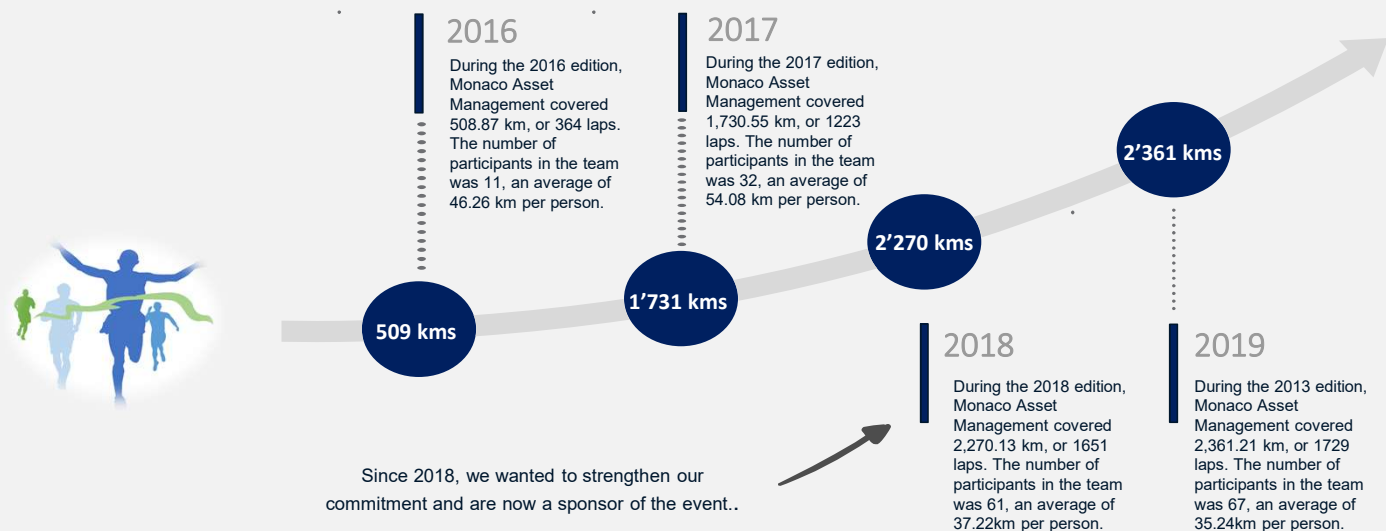 2016
During the 2016 edition,
Monaco Asset
Management covered
508.87 km, or 364 laps.
The number of
participants in the team
was 11, an average of
46.26 km per person.
2017
During the 2017 edition,
Monaco Asset
Management covered
1,730.55 km, or 1223
laps. The number of
participants in the team
was 32, an average of
54.08 km per person.
509 kms
1’731 kms
2’270 kms
2’361 kms
2018
During the 2018 edition,
Monaco Asset
Management covered
2,270.13 km, or 1651
laps. The number of
participants in the team
was 61, an average of
37.22km per person.
2019
During the 2013 edition,
Monaco Asset
Management covered
2,361.21 km, or 1729
laps. The number of
participants in the team
was 67, an average of
35.24km per person.
Since 2018, we wanted to strengthen our
commitment and are now a sponsor of the event..